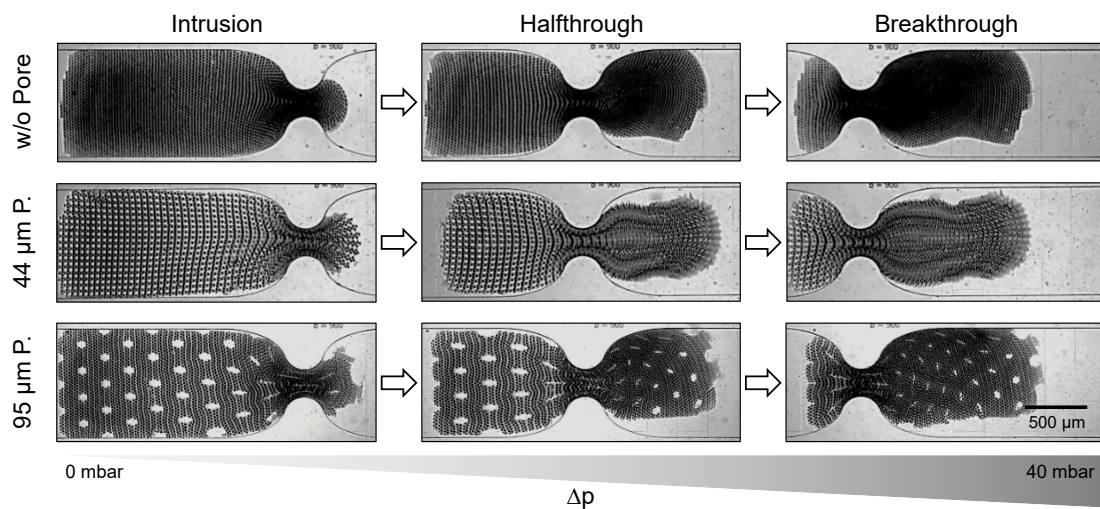 Intrusion Halfthrough Breakthrough
w/o Pore
44 µm P.
95 µm P.
500 µm
0 mbar 40 mbar
Δp